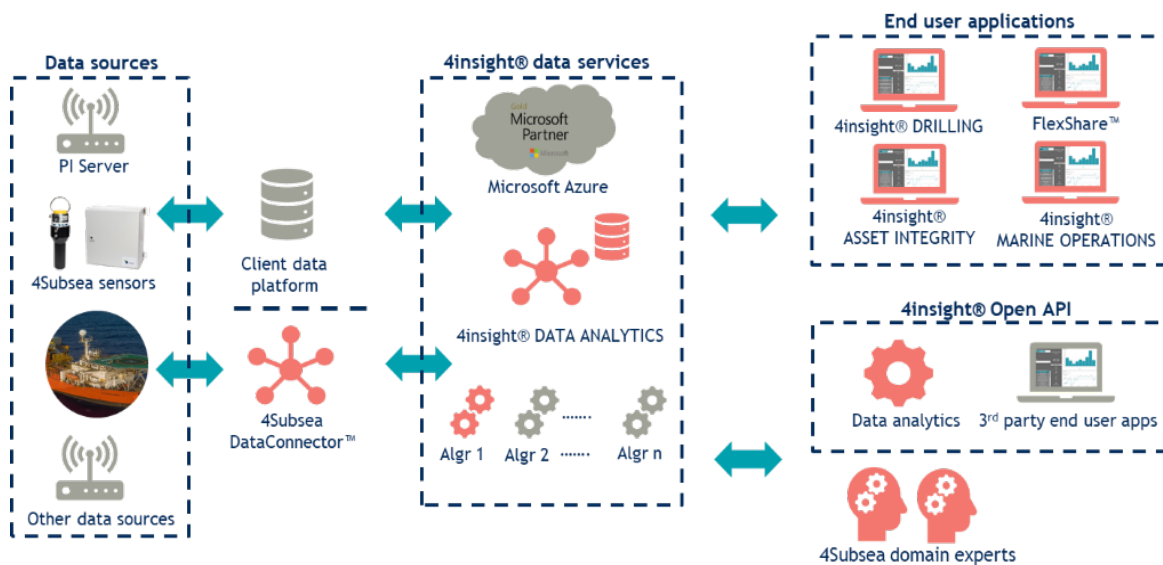 Data sources
PI Server
4Subsea sensors
Other data sources
Client data
platform
4Subsea
DataConnector™
4insight® data services
Gold
Microsoft
Partner
Microsoft
Microsoft Azure
4insight® DATA ANALYTICS
Algr 1
Algr 2 ......
Algr n
End user applications
4insight® DRILLING
FlexShare™
4insight®
ASSET INTEGRITY
4insight®
MARINE OPERATIONS
4insight® Open API
Data analytics
3rd party end user apps
4Subsea domain experts